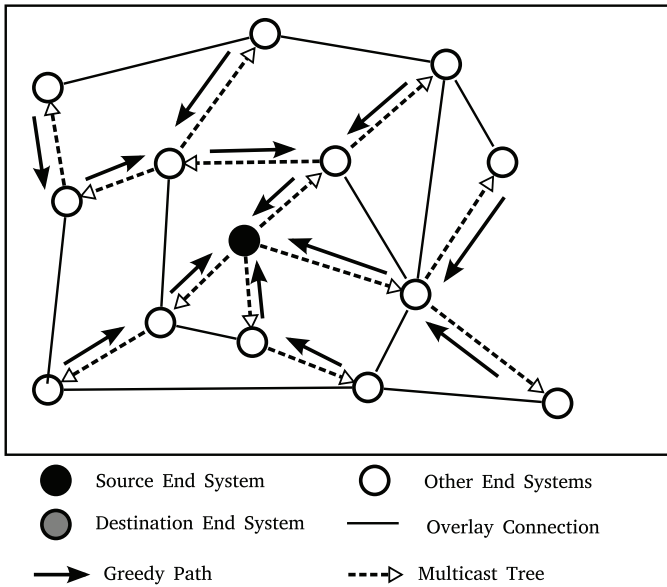 Source End System
Other End Systems
Destination End System
Overlay Connection
Greedy Path
Multicast Tree